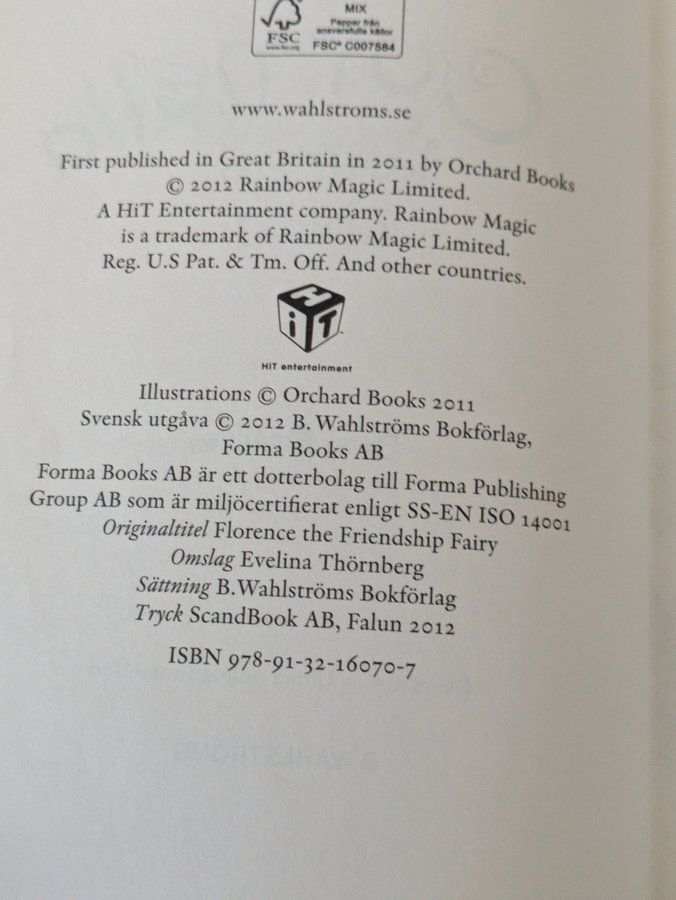 MIX
Papper från
ansvarsfulla källor
FSC
www.fsc.org
FSC® C007584
www.wahlstroms.se
First published in Great Britain in 2011 by Orchard Books
© 2012 Rainbow Magic Limited.
A HiT Entertainment company. Rainbow Magic
is a trademark of Rainbow Magic Limited.
Reg. U.S Pat. & Tm. Off. And other countries.
HiT
HiT entertainment
Illustrations © Orchard Books 2011
Svensk utgåva © 2012 B. Wahlströms Bokförlag,
Forma Books AB
Forma Books AB är ett dotterbolag till Forma Publishing
Group AB som är miljöcertifierat enligt SS-EN ISO 14001
Originaltitel Florence the Friendship Fairy
Omslag Evelina Thörnberg
Sättning B.Wahlströms Bokförlag
Tryck ScandBook AB, Falun 2012
ISBN 978-91-32-16070-7